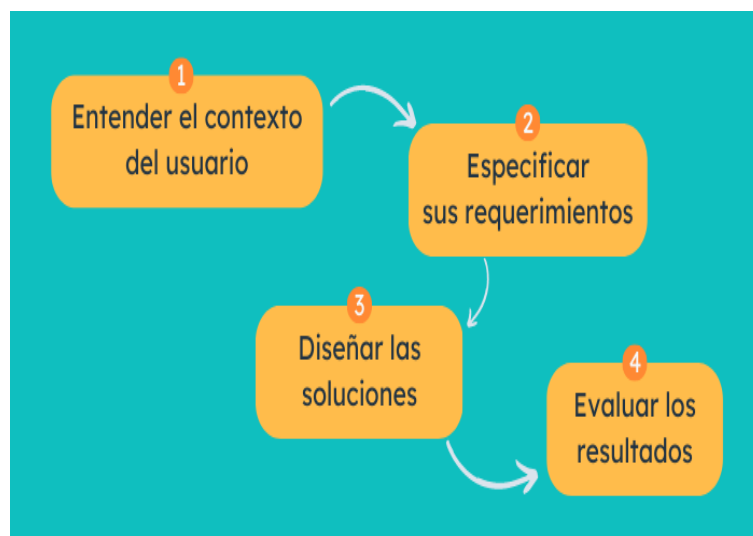 1
Entender el contexto
del usuario
2
Especificar
sus requerimientos
3
Diseñar las
soluciones
4
Evaluar los
resultados